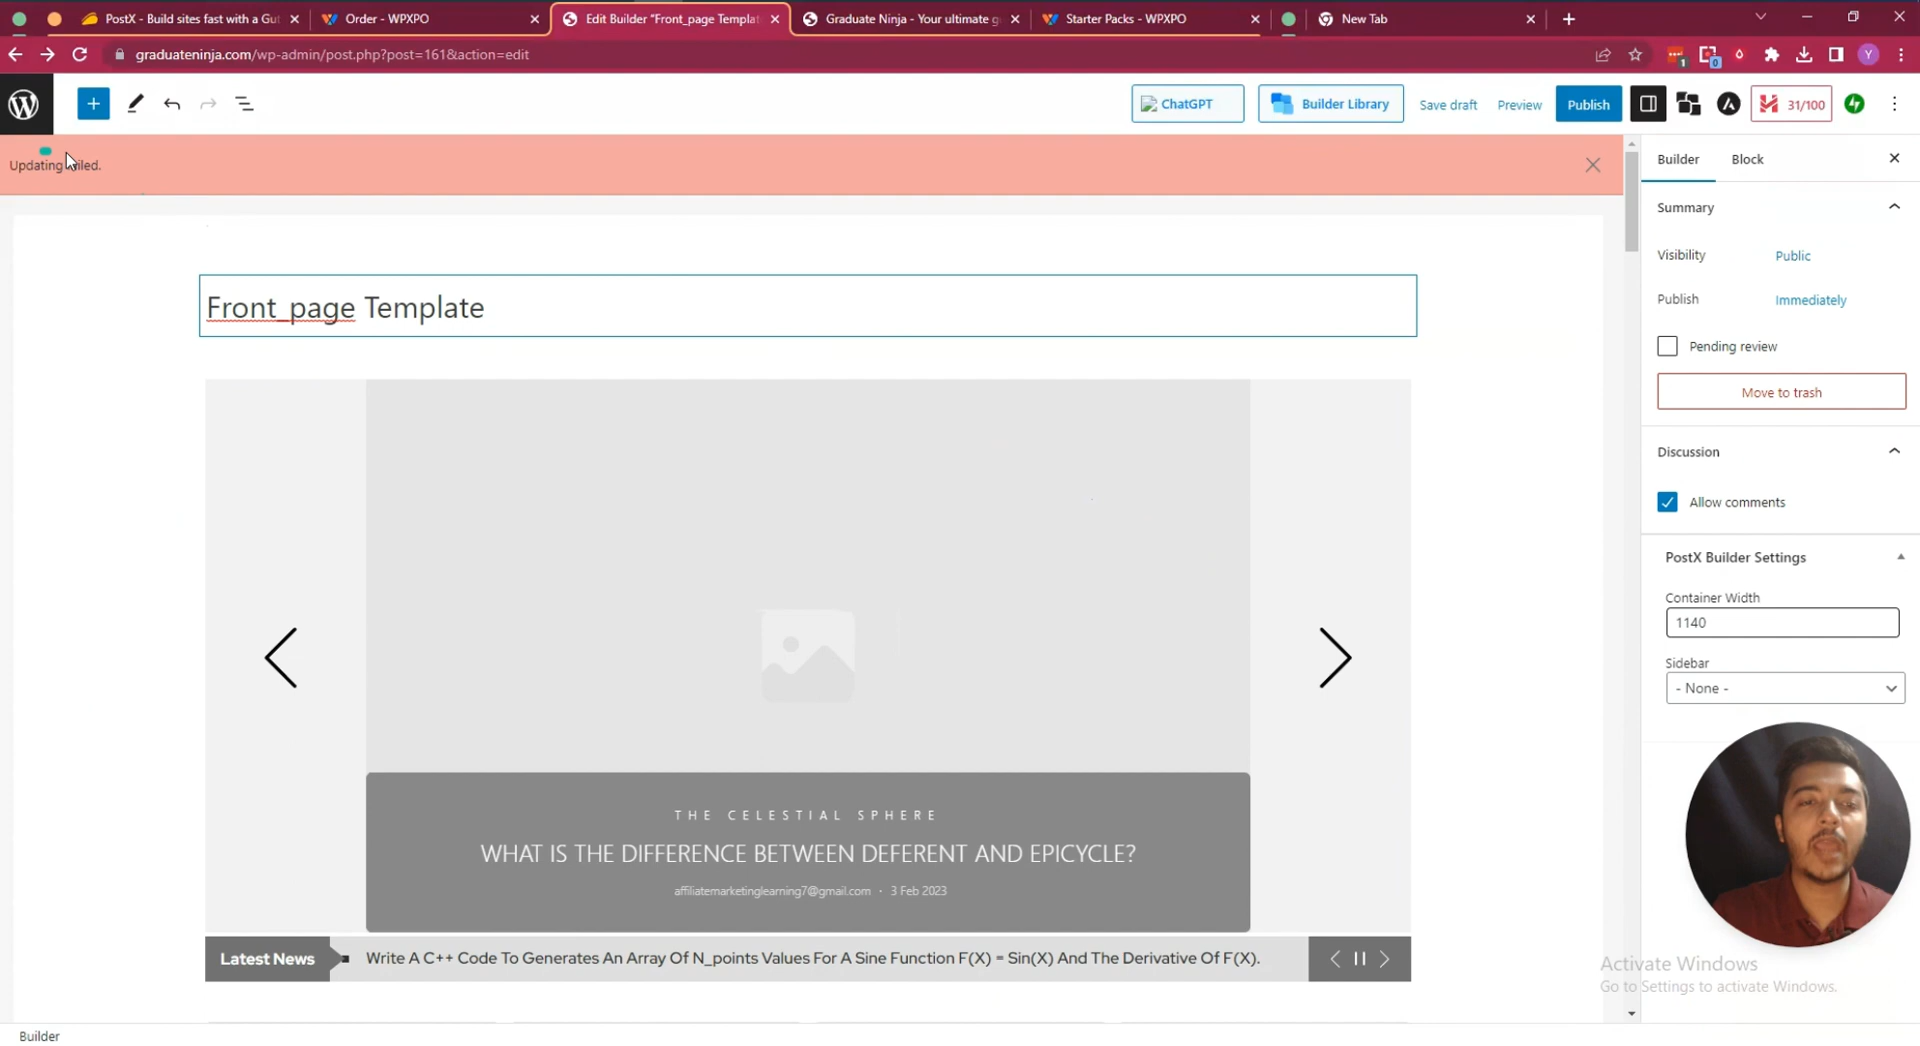 PostX - Build sites fast with a Gut
Order - WPXPO
Edit Builder "Front_page Templat
Graduate Ninja - Your ultimate g
Starter Packs - WPXPO
New Tab
graduateninja.com/wp-admin/post.php?post=161&action=edit
1
0
Y
ChatGPT
Builder Library
Save draft
Preview
Publish
31/100
Updating failed.
Builder
Block
Summary
Visibility
Public
Publish
Immediately
Pending review
Move to trash
Discussion
Allow comments
PostX Builder Settings
Container Width
1140
Sidebar
- None -
Front_page Template
THE CELESTIAL SPHERE
WHAT IS THE DIFFERENCE BETWEEN DEFERENT AND EPICYCLE?
affiliatemarketinglearning7@gmail.com · 3 Feb 2023
Latest News
Write A C++ Code To Generates An Array Of N_points Values For A Sine Function F(X) = Sin(X) And The Derivative Of F(X).
Activate Windows
Go to Settings to activate Windows.
Builder